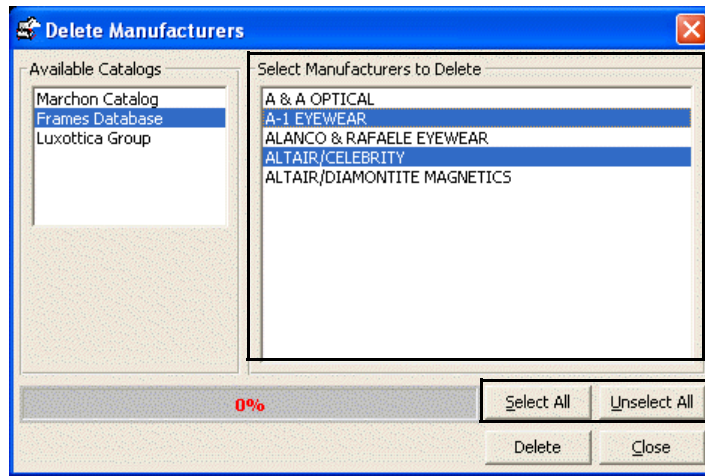 Delete Manufacturers
Available Catalogs
Marchon Catalog
Frames Database
Luxottica Group
Select Manufacturers to Delete
A & A OPTICAL
A-1 EYEWEAR
ALANCO & RAFAELE EYEWEAR
ALTAIR/CELEBRITY
ALTAIR/DIAMONTITE MAGNETICS
0%
Select All
Unselect All
Delete
Close